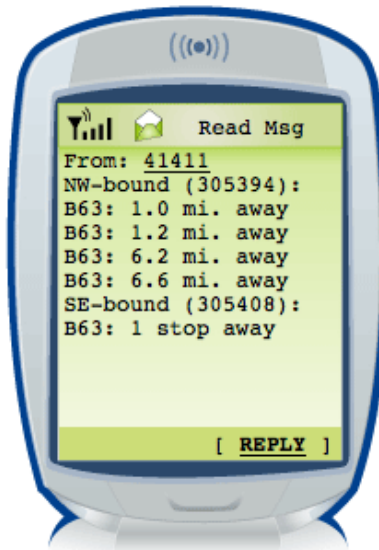 Read Msg
From: 41411
NW-bound (305394):
B63: 1.0 mi. away
B63: 1.2 mi. away
B63: 6.2 mi. away
B63: 6.6 mi. away
SE-bound (305408):
B63: 1 stop away
[ REPLY ]